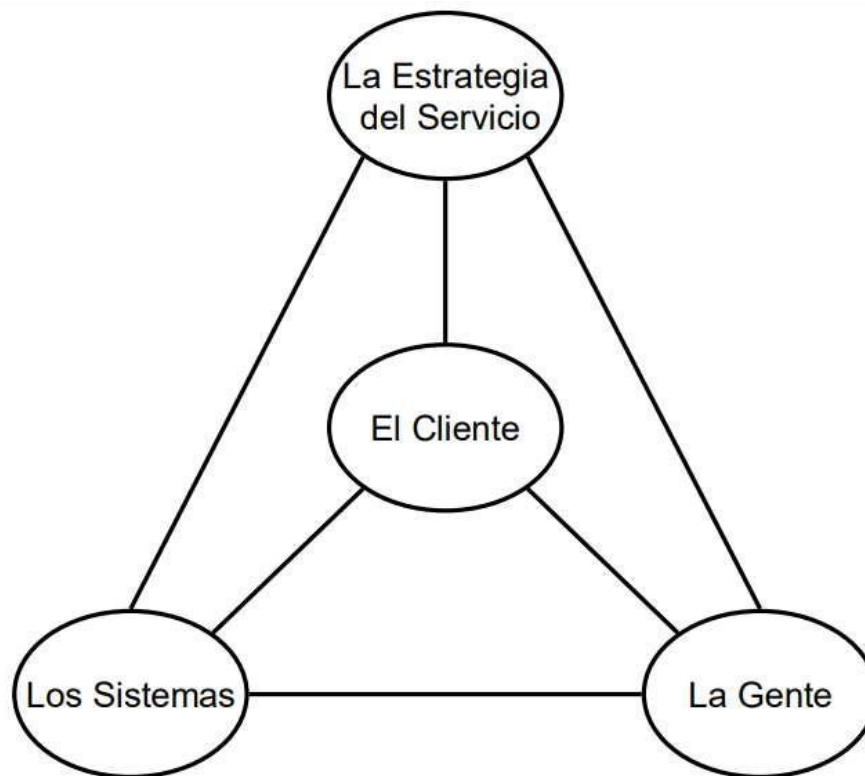 La Estrategia
del Servicio
El Cliente
Los Sistemas
La Gente